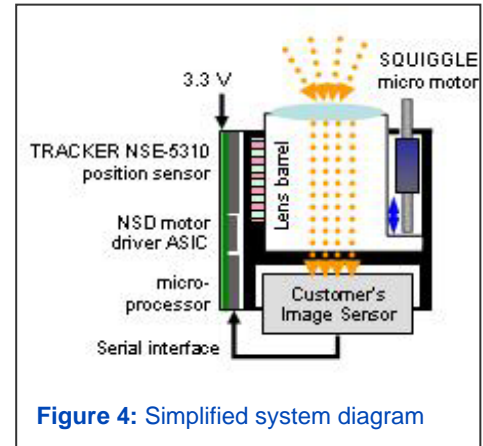 SQUIGGLE
micro motor
3.3 V
TRACKER NSE-5310
position sensor
Lens barrel
NSD motor
driver ASIC
micro-
processor
Customer's
Image Sensor
Serial interface
Figure 4: Simplified system diagram